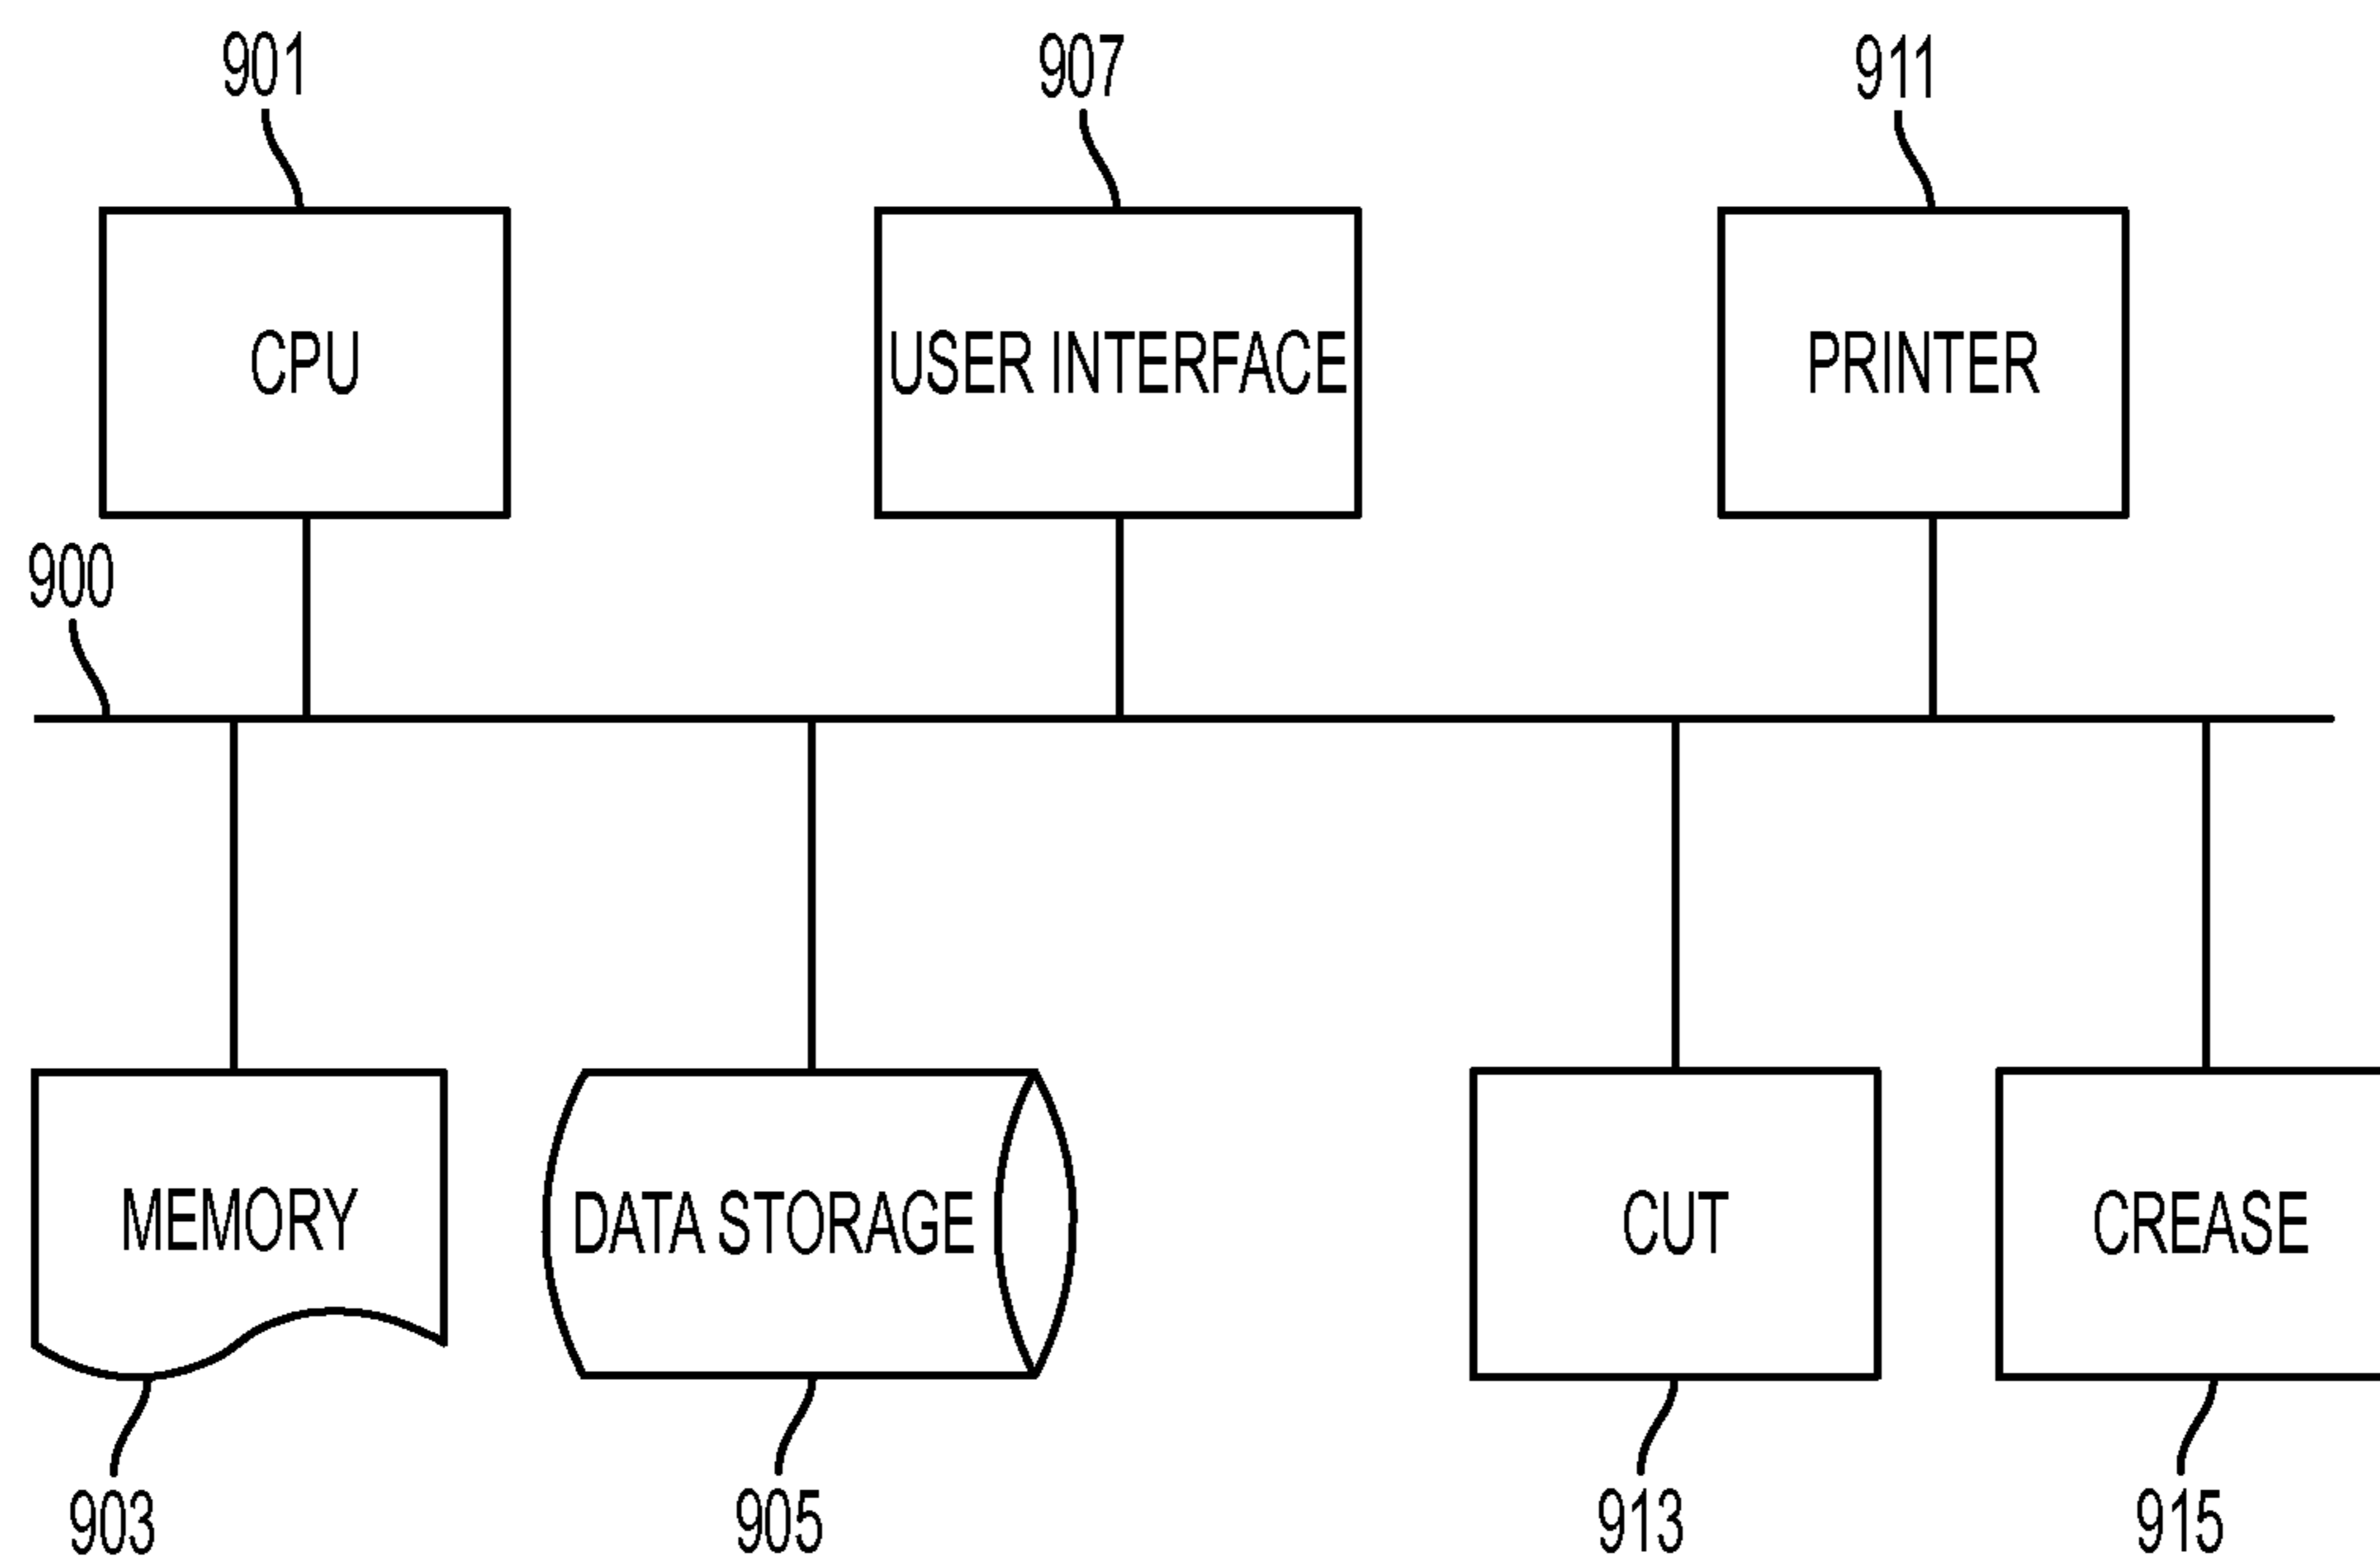 901
907
911
CPU
USER INTERFACE
PRINTER
900
MEMORY
DATA STORAGE
CUT
CREASE
903
905
913
915